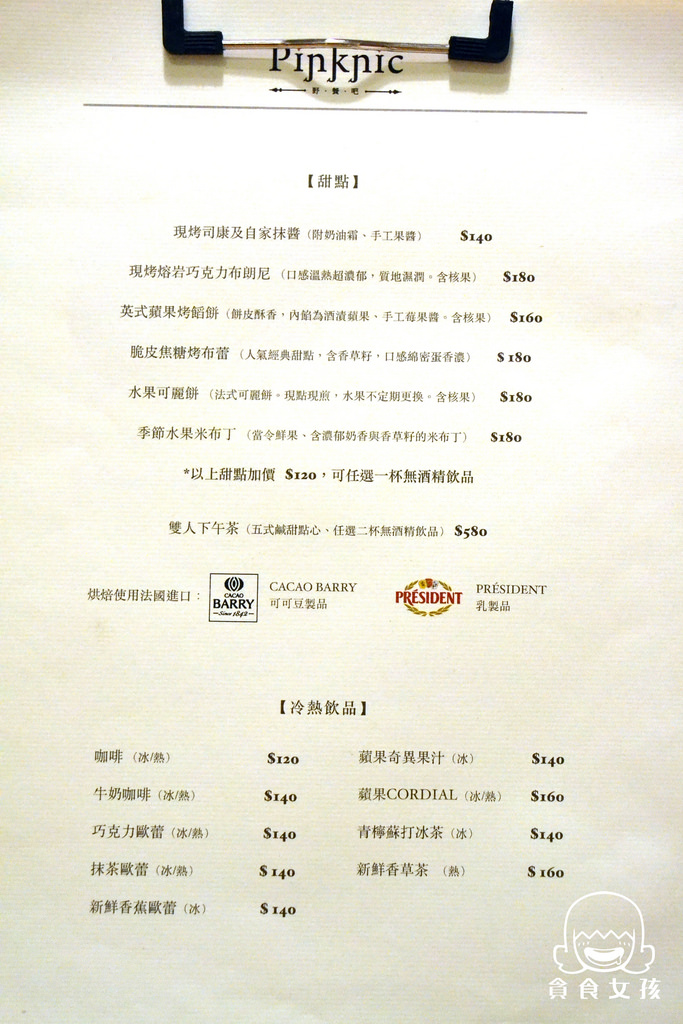 Pinknic
野・餐・吧
【甜點】
現烤司康及自家抹醬（附奶油霜、手工果醬） $140
現烤熔岩巧克力布朗尼（口感溫熱超濃郁，質地濕潤。含核果） $180
英式蘋果烤餡餅（餅皮酥香，內餡為酒漬蘋果、手工莓果醬。含核果） $160
脆皮焦糖烤布蕾（人氣經典甜點，含香草籽，口感綿密蛋香濃） $ 180
水果可麗餅（法式可麗餅。現點現煎，水果不定期更換。含核果） $180
季節水果米布丁（當令鮮果、含濃郁奶香與香草籽的米布丁） $180
*以上甜點加價 $120，可任選一杯無酒精飲品
雙人下午茶（五式鹹甜點心、任選二杯無酒精飲品） $580
烘焙使用法國進口：
CACAO
BARRY
Since 1842
CACAO BARRY
可可豆製品
PRÉSIDENT
PRÉSIDENT
乳製品
【冷熱飲品】
咖啡（冰/熱） $120
牛奶咖啡（冰/熱） $140
巧克力歐蕾（冰/熱） $140
抹茶歐蕾（冰/熱） $ 140
新鮮香蕉歐蕾（冰） $ 140
蘋果奇異果汁（冰） $140
蘋果CORDIAL（冰/熱） $160
青檸蘇打冰茶（冰） $140
新鮮香草茶 （熱） $ 160
貪食女孩